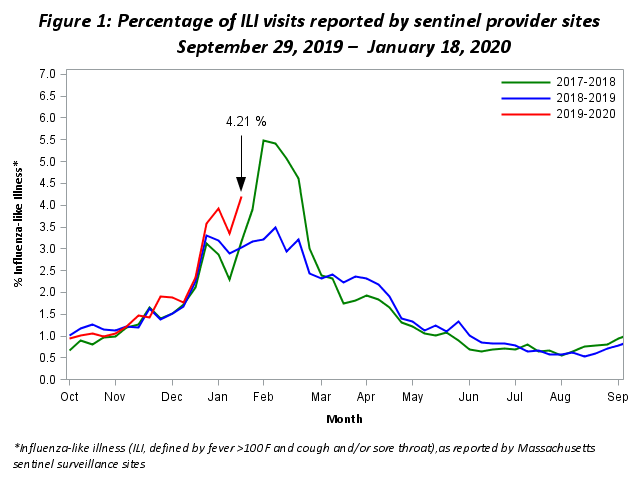 Figure 1: Percentage of ILI visits reported by sentinel provider sites
September 29, 2019 – January 18, 2020
7.0
6.5
6.0
5.5
5.0
4.5
4.0
3.5
3.0
2.5
2.0
1.5
1.0
0.5
0.0
% Influenza-like Illness*
2017-2018
2018-2019
2019-2020
4.21 %
Oct Nov Dec Jan Feb Mar Apr May Jun Jul Aug Sep
Month
*Influenza-like illness (ILI, defined by fever >100F and cough and/or sore throat),as reported by Massachusetts
sentinel surveillance sites